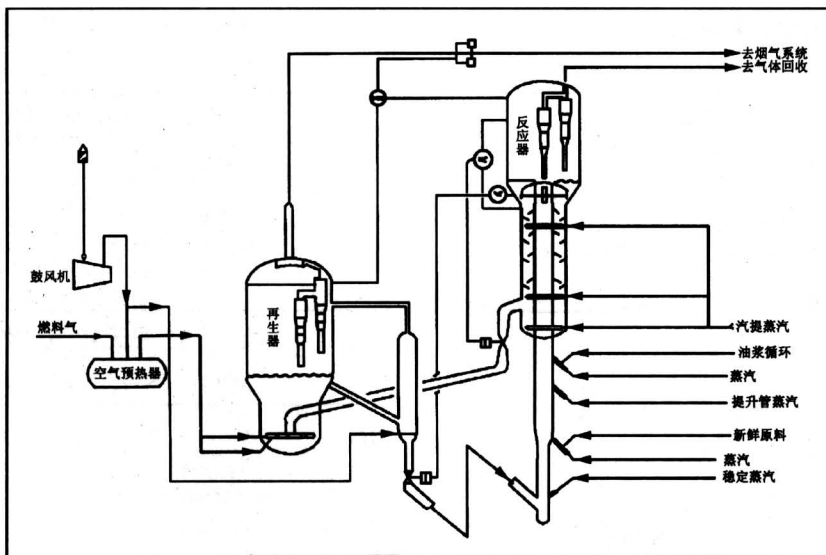 去烟气系统
去气体回收
反应器
鼓风机
再生器
燃料气
空气预热器
汽提蒸汽
油浆循环
蒸汽
提升管蒸汽
新鲜原料
蒸汽
稳定蒸汽